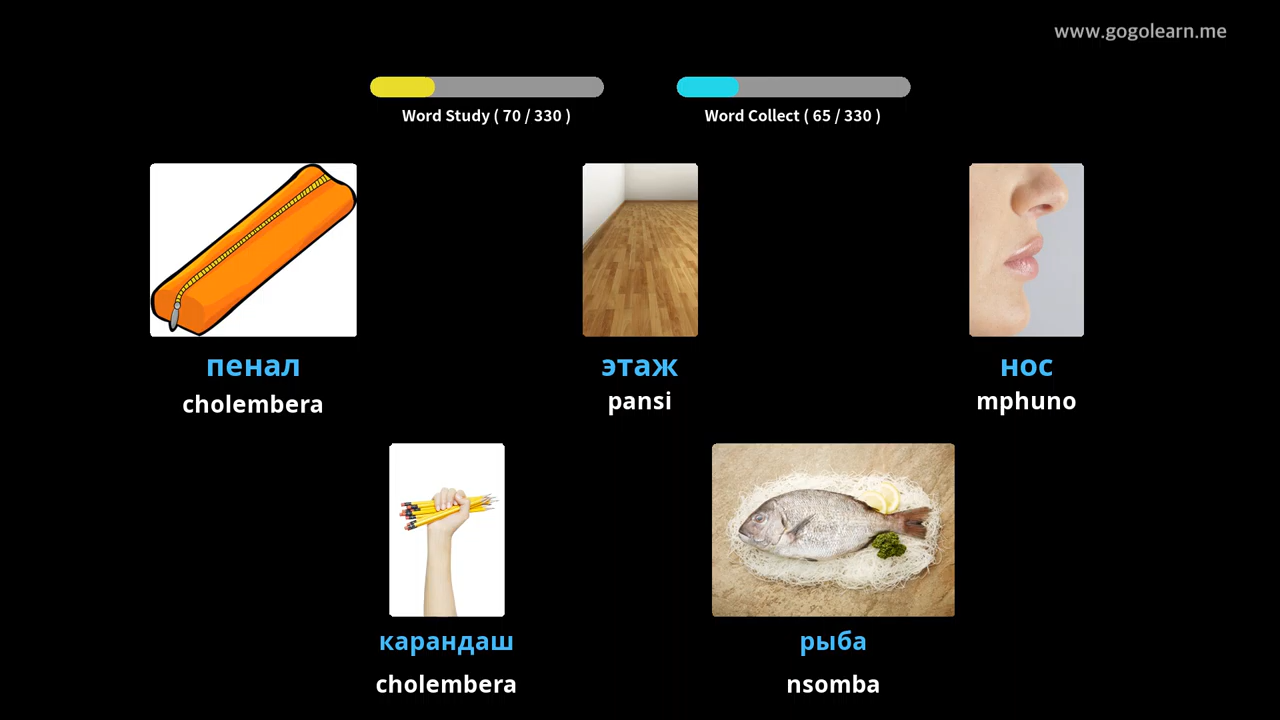 www.gogolearn.me
Word Study ( 70 / 330 )
Word Collect ( 65 / 330 )
пенал
cholembera
этаж
pansi
нос
mphuno
карандаш
cholembera
рыба
nsomba